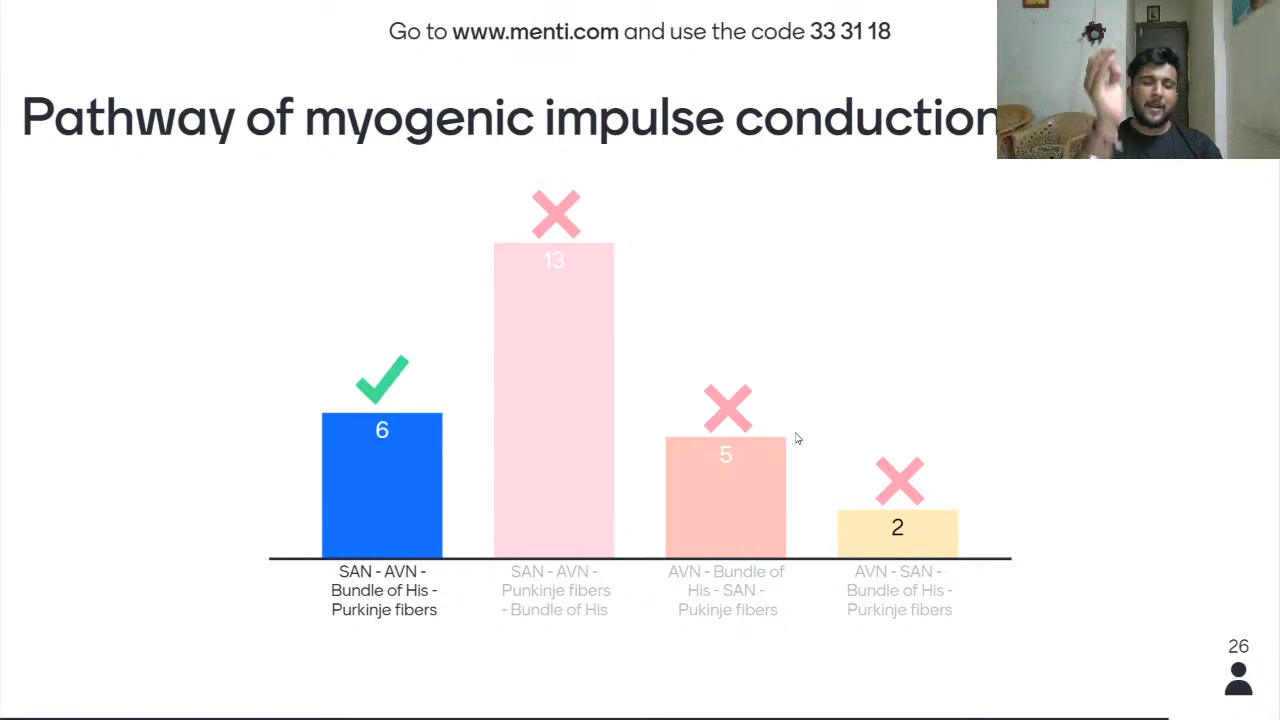 Go to www.menti.com and use the code 33 31 18
Pathway of myogenic impulse conduction
13
6
5
2
SAN - AVN -
Bundle of His -
Purkinje fibers
SAN - AVN -
Punkinje fibers
- Bundle of His
AVN - Bundle of
His - SAN -
Pukinje fibers
AVN - SAN -
Bundle of His -
Purkinje fibers
26